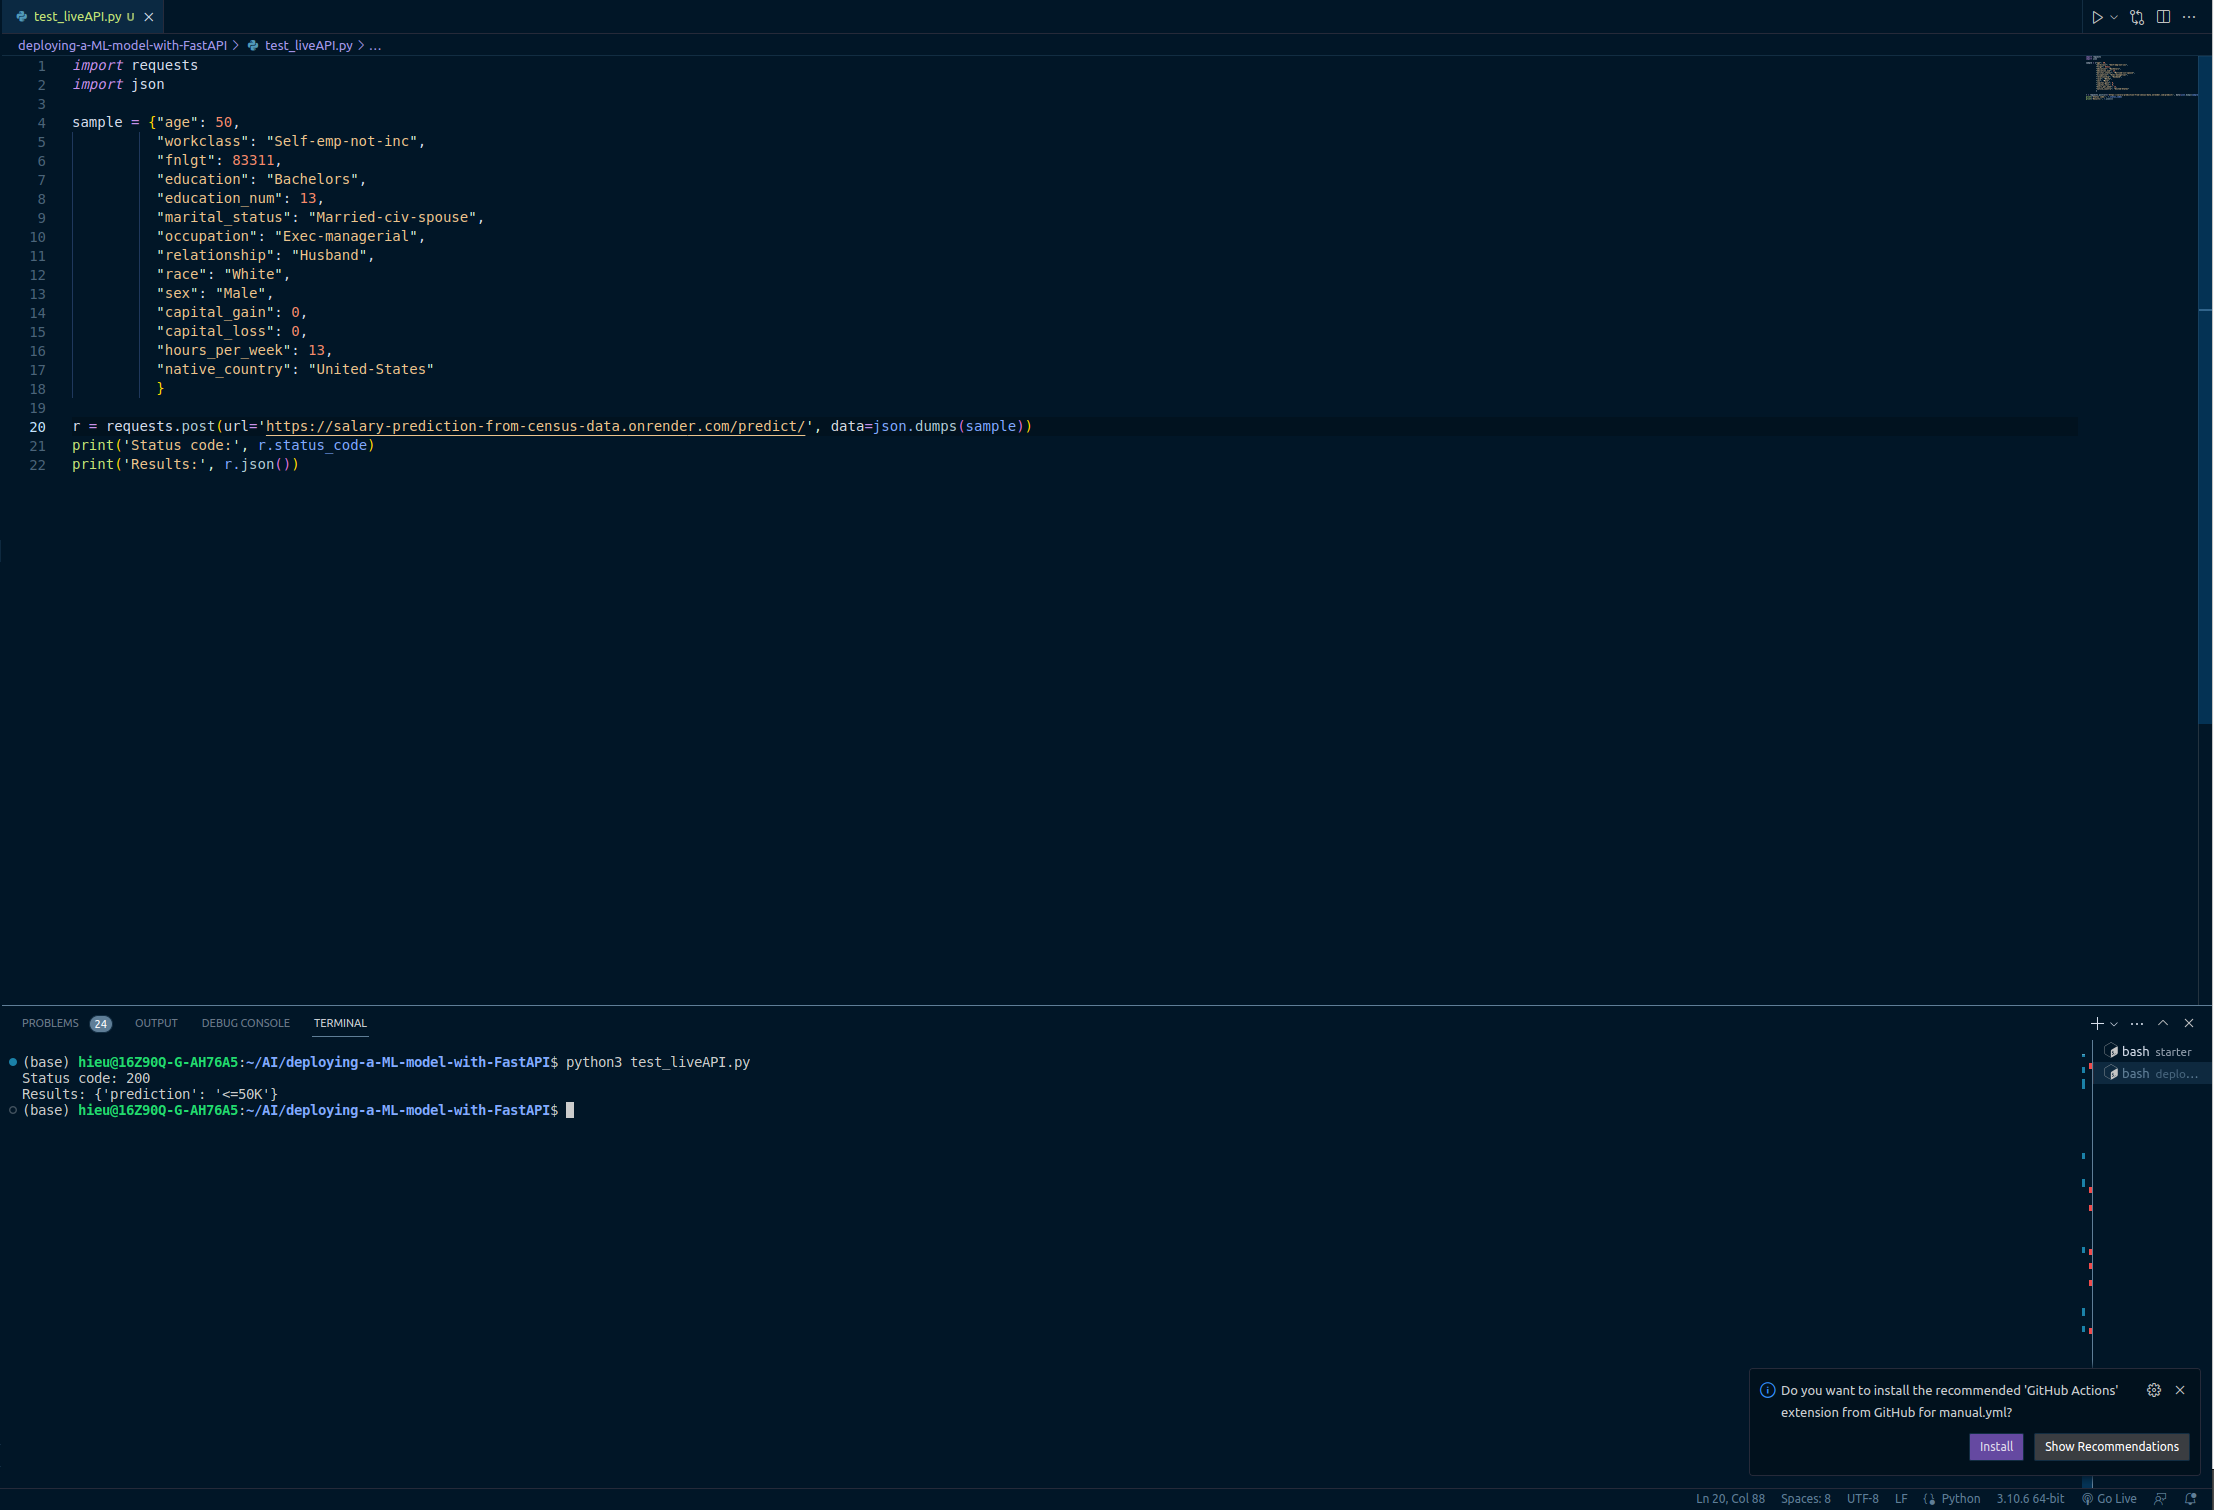 test_liveAPI.py U
deploying-a-ML-model-with-FastAPI > test_liveAPI.py > ...
1 import requests
2 import json
3
4 sample = {"age": 50,
5 "workclass": "Self-emp-not-inc",
6 "fnlgt": 83311,
7 "education": "Bachelors",
8 "education_num": 13,
9 "marital_status": "Married-civ-spouse",
10 "occupation": "Exec-managerial",
11 "relationship": "Husband",
12 "race": "White",
13 "sex": "Male",
14 "capital_gain": 0,
15 "capital_loss": 0,
16 "hours_per_week": 13,
17 "native_country": "United-States"
18 }
19
20 r = requests.post(url='https://salary-prediction-from-census-data.onrender.com/predict/', data=json.dumps(sample))
21 print('Status code:', r.status_code)
22 print('Results:', r.json())
PROBLEMS 24 OUTPUT DEBUG CONSOLE TERMINAL
(base) hieu@16Z90Q-G-AH76A5:~/AI/deploying-a-ML-model-with-FastAPI$ python3 test_liveAPI.py
Status code: 200
Results: {'prediction': '<=50K'}
(base) hieu@16Z90Q-G-AH76A5:~/AI/deploying-a-ML-model-with-FastAPI$
bash starter
bash deplo...
Do you want to install the recommended 'GitHub Actions'
extension from GitHub for manual.yml?
Install Show Recommendations
Ln 20, Col 88 Spaces: 8 UTF-8 LF {} Python 3.10.6 64-bit Go Live